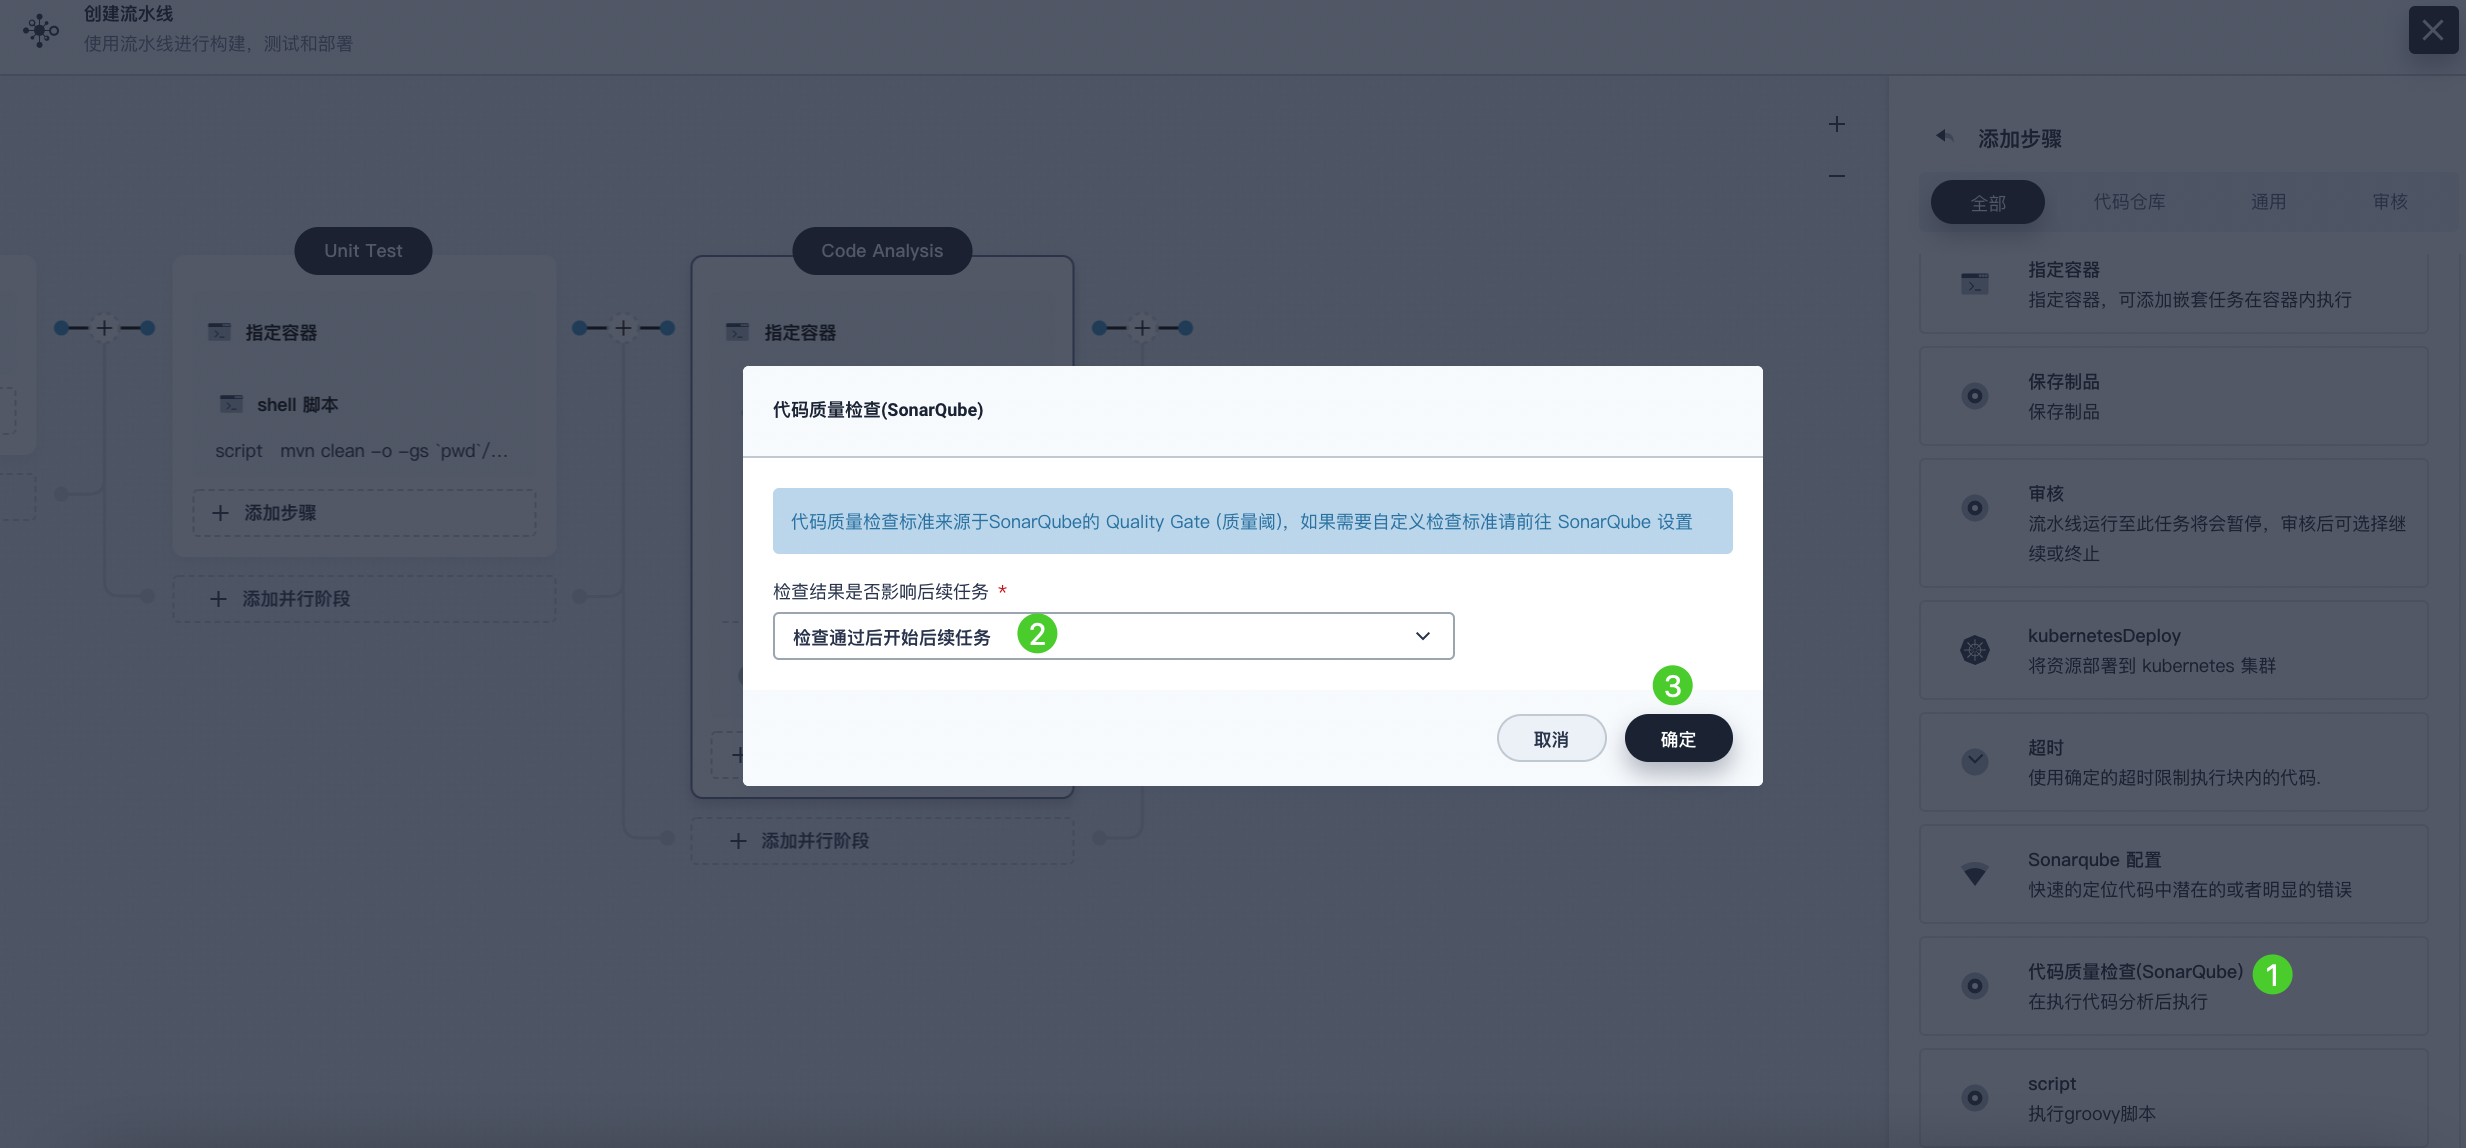 创建流水线
使用流水线进行构建，测试和部署
Unit Test
指定容器
shell 脚本
script mvn clean -o -gs `pwd`/...
添加步骤
添加并行阶段
Code Analysis
指定容器
添加并行阶段
代码质量检查(SonarQube)
代码质量检查标准来源于SonarQube的 Quality Gate (质量阈)，如果需要自定义检查标准请前往 SonarQube 设置
检查结果是否影响后续任务 *
检查通过后开始后续任务
2
3
取消
确定
添加步骤
全部
代码仓库
通用
审核
指定容器
指定容器，可添加嵌套任务在容器内执行
保存制品
保存制品
审核
流水线运行至此任务将会暂停，审核后可选择继
续或终止
kubernetesDeploy
将资源部署到 kubernetes 集群
超时
使用确定的超时限制执行块内的代码.
Sonarqube 配置
快速的定位代码中潜在的或者明显的错误
代码质量检查(SonarQube)
1
在执行代码分析后执行
script
执行groovy脚本